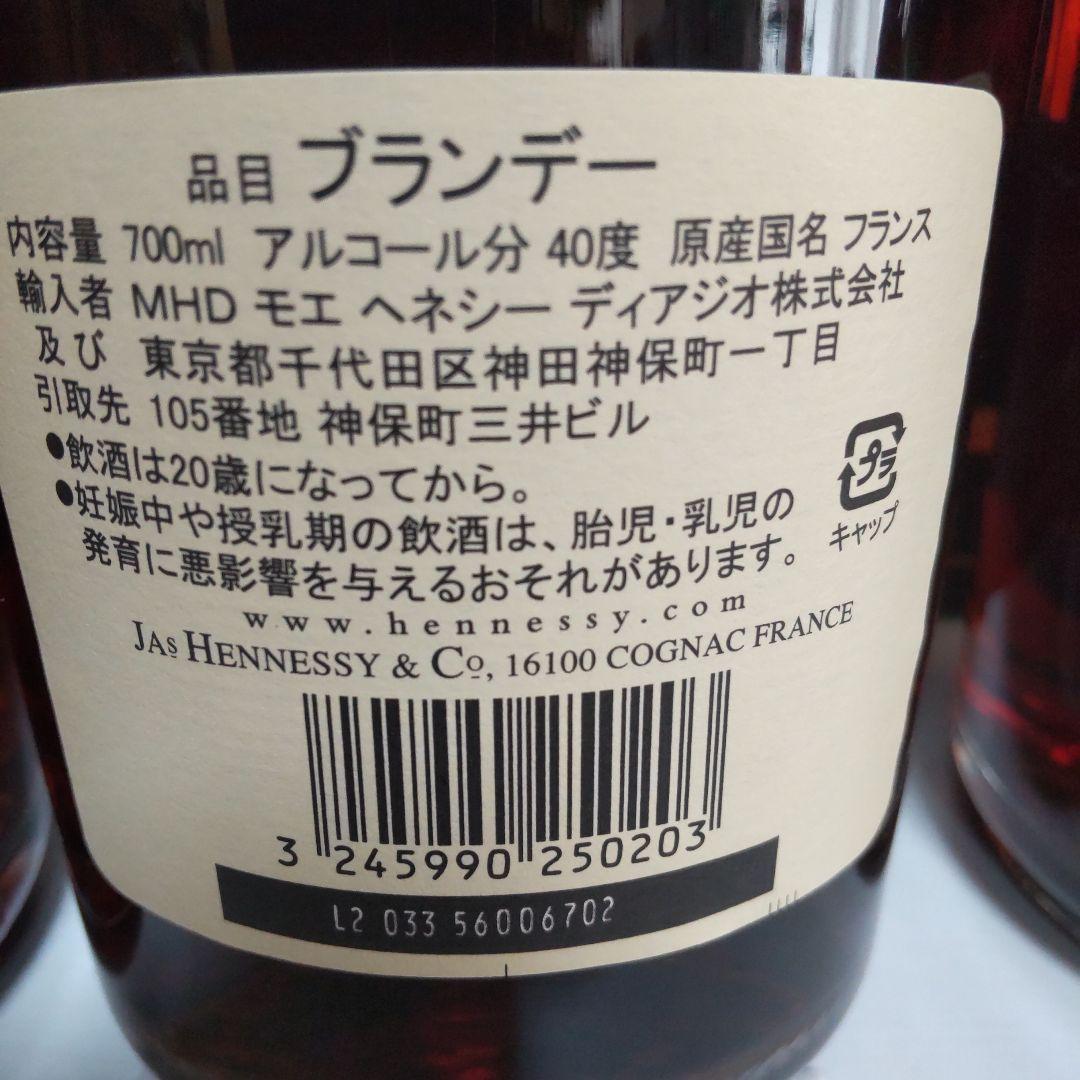 品目 ブランデー
内容量 700ml アルコール分 40度 原産国名 フランス
輸入者 MHD モエ ヘネシー ディアジオ株式会社
及び 東京都千代田区神田神保町一丁目
引取先 105番地 神保町三井ビル
●飲酒は20歳になってから。
●妊娠中や授乳期の飲酒は、胎児・乳児の
発育に悪影響を与えるおそれがあります。
プラ
キャップ
www.hennessy.com
JAs HENNESSY & Co, 16100 COGNAC FRANCE
3 245990 250203
L2 033 56006702